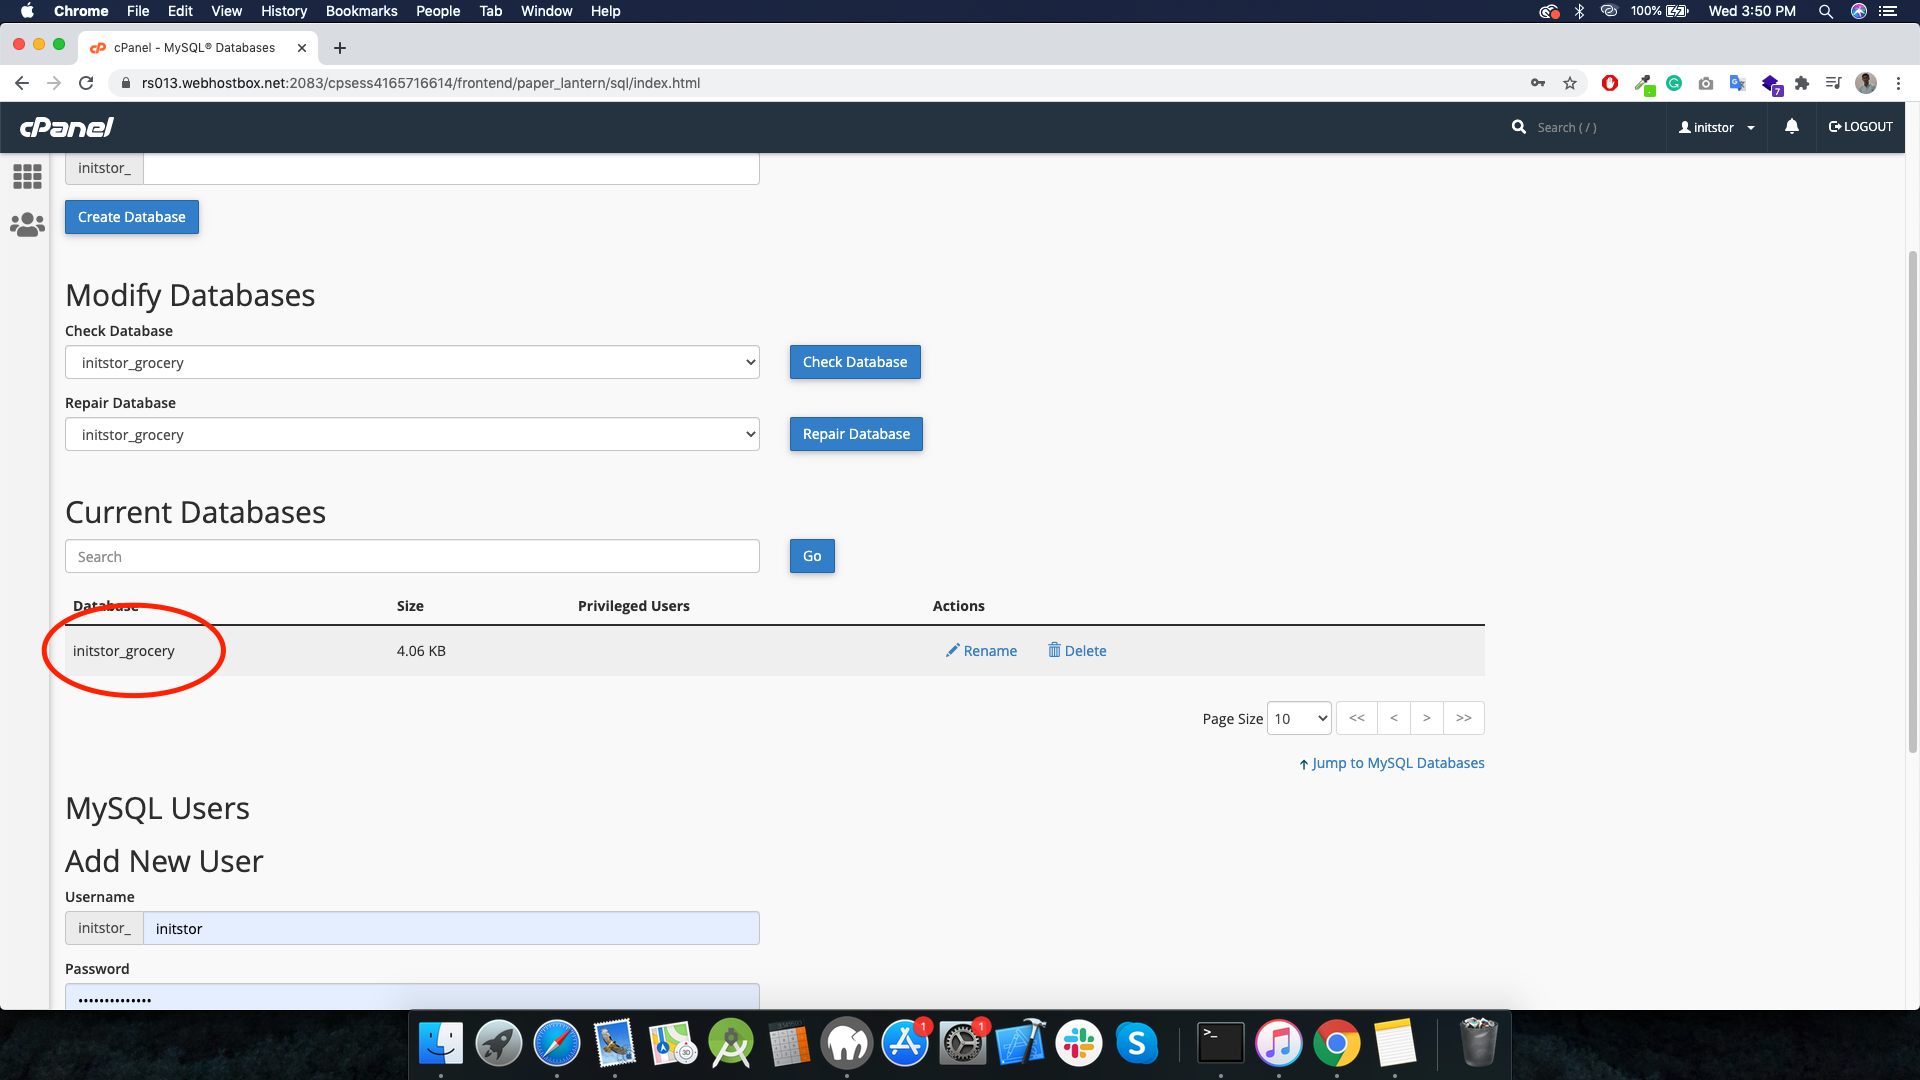 Chrome File Edit View History Bookmarks People Tab Window Help 100% Wed 3:50 PM
cPanel - MySQL® Databases
rs013.webhostbox.net:2083/cpsess4165716614/frontend/paper_lantern/sql/index.html
7
cPanel Search ( / ) initstor LOGOUT
initstor_
Create Database
Modify Databases
Check Database
initstor_grocery Check Database
Repair Database
initstor_grocery Repair Database
Current Databases
Search Go
Database Size Privileged Users Actions
initstor_grocery 4.06 KB Rename Delete
Page Size 10 << < > >>
Jump to MySQL Databases
MySQL Users
Add New User
Username
initstor_ initstor
Password
••••••••••••••
1 1
3D
S
>_